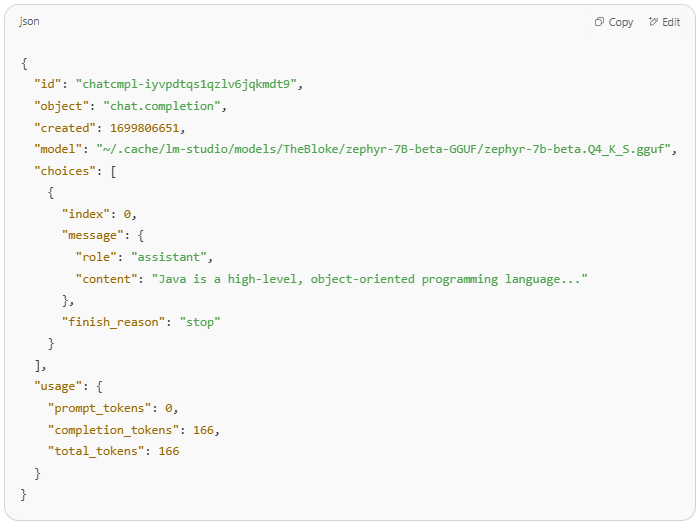 json
Copy
Edit
{
  "id": "chatcmpl-iyvpdtqs1qzlv6jqkmdt9",
  "object": "chat.completion",
  "created": 1699806651,
  "model": "~/.cache/lm-studio/models/TheBloke/zephyr-7B-beta-GGUF/zephyr-7b-beta.Q4_K_S.gguf",
  "choices": [
    {
      "index": 0,
      "message": {
        "role": "assistant",
        "content": "Java is a high-level, object-oriented programming language..."
      },
      "finish_reason": "stop"
    }
  ],
  "usage": {
    "prompt_tokens": 0,
    "completion_tokens": 166,
    "total_tokens": 166
  }
}